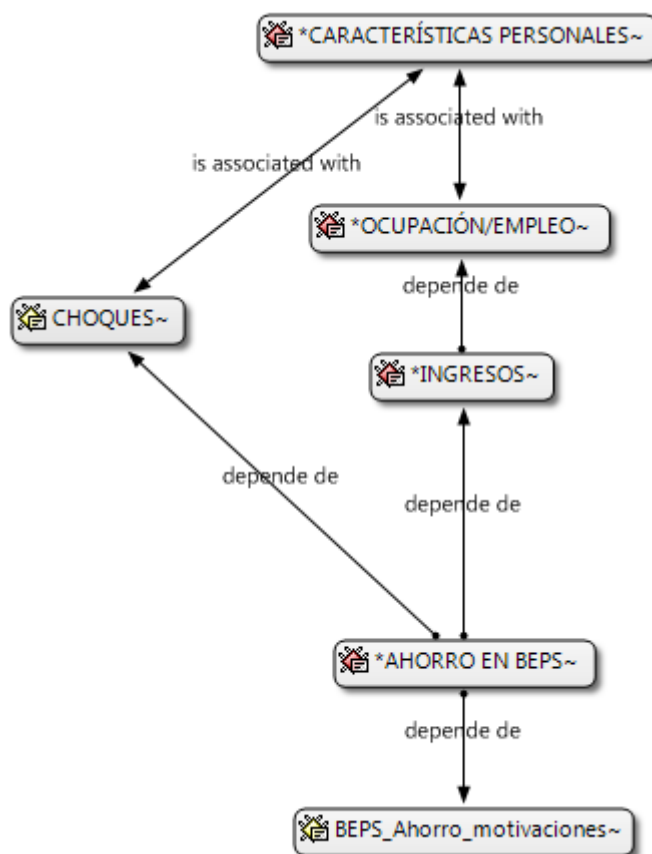 *CARACTERÍSTICAS PERSONALES~
is associated with
is associated with
*OCUPACIÓN/EMPLEO~
depende de
CHOQUES~
*INGRESOS~
depende de
depende de
*AHORRO EN BEPS~
depende de
BEPS_Ahorro_motivaciones~